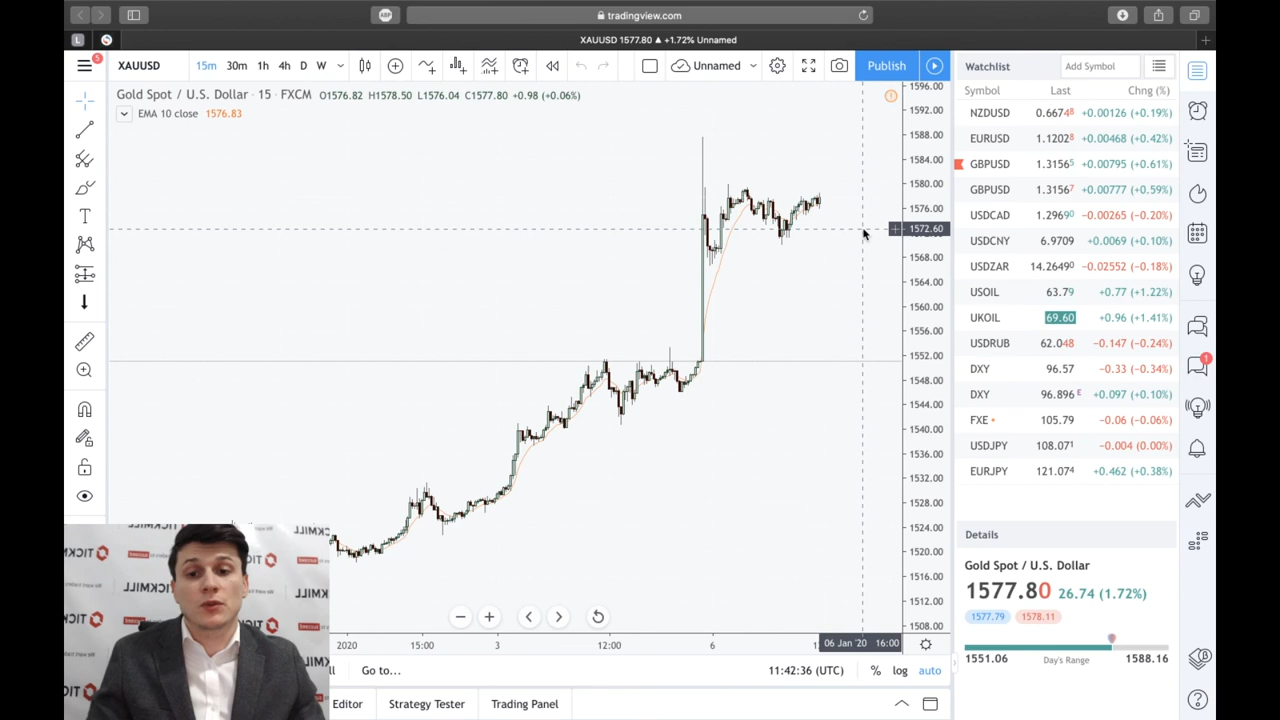 L
ABP
tradingview.com
XAUUSD 1577.80 ▲ +1.72% Unnamed
5
XAUUSD
15m 30m 1h 4h D W
Unnamed
Publish
Gold Spot / U.S. Dollar · 15 · FXCM O1576.82 H1578.50 L1576.04 C1577.80 +0.98 (+0.06%)
EMA 10 close 1576.83
1596.00
1592.00
1588.00
1584.00
1580.00
1576.00
1572.60
1568.00
1564.00
1560.00
1556.00
1552.00
1548.00
1544.00
1540.00
1536.00
1532.00
1528.00
1524.00
1520.00
1516.00
1512.00
1508.00
2020 15:00 3 12:00 6 06 Jan '20 16:00
Go to...
11:42:36 (UTC) % log auto
Editor Strategy Tester Trading Panel
Watchlist
Add Symbol
Symbol Last Chng (%)
NZDUSD 0.66748 +0.00126 (+0.19%)
EURUSD 1.12028 +0.00468 (+0.42%)
GBPUSD 1.31565 +0.00795 (+0.61%)
GBPUSD 1.31567 +0.00777 (+0.59%)
USDCAD 1.29690 −0.00265 (−0.20%)
USDCNY 6.9709 +0.0069 (+0.10%)
USDZAR 14.26490 −0.02552 (−0.18%)
USOIL 63.79 +0.77 (+1.22%)
UKOIL 69.60 +0.96 (+1.41%)
USDRUB 62.048 −0.147 (−0.24%)
DXY 96.57 −0.33 (−0.34%)
DXY 96.896 E +0.097 (+0.10%)
FXE 105.79 −0.06 (−0.06%)
USDJPY 108.071 −0.004 (0.00%)
EURJPY 121.074 +0.462 (+0.38%)
1
Details
Gold Spot / U.S. Dollar
1577.80 26.74 (1.72%)
1577.79 1578.11
1551.06 Day's Range 1588.16
TICKMILL